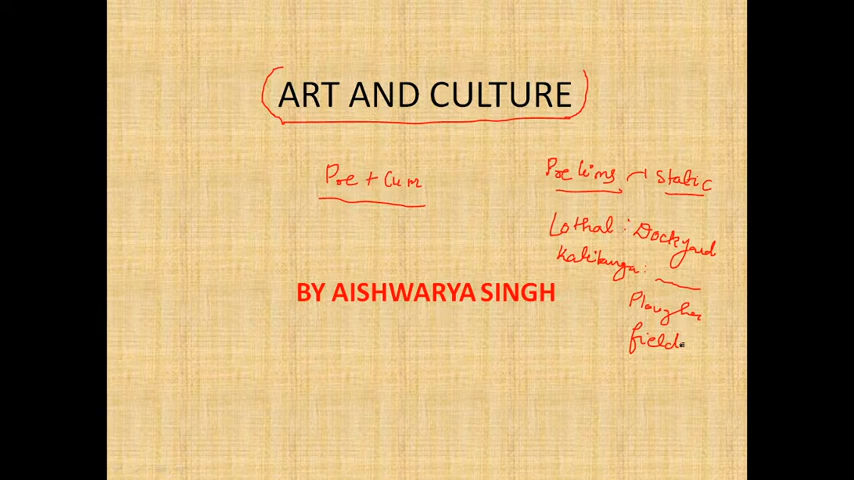 ART AND CULTURE
Pre + Cum
Prelims → Static
Lothal : Dockyard
Kalibanga :
BY AISHWARYA SINGH
Ploughed
field